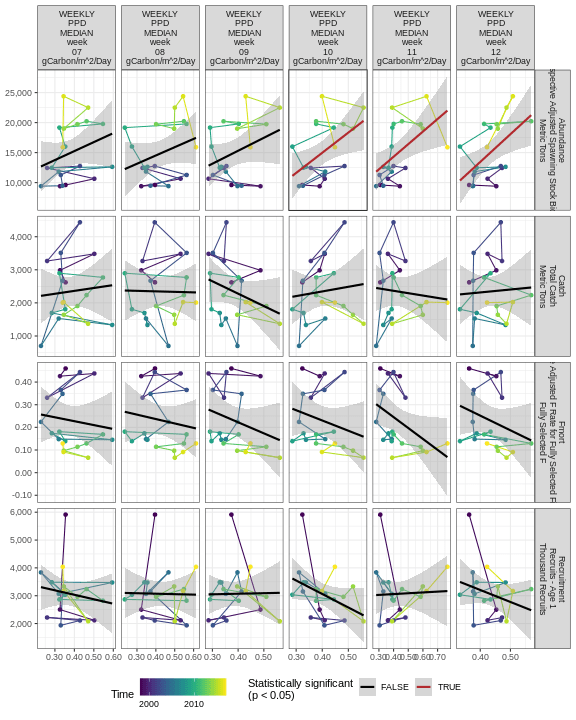 WEEKLY
PPD
MEDIAN
week
07
gCarbon/m^2/Day
WEEKLY
PPD
MEDIAN
week
08
gCarbon/m^2/Day
WEEKLY
PPD
MEDIAN
week
09
gCarbon/m^2/Day
WEEKLY
PPD
MEDIAN
week
10
gCarbon/m^2/Day
WEEKLY
PPD
MEDIAN
week
11
gCarbon/m^2/Day
WEEKLY
PPD
MEDIAN
week
12
gCarbon/m^2/Day
25,000
20,000
15,000
10,000
Abundance
Adjusted Spawning Stock
Metric Tons
4,000
3,000
2,000
1,000
Catch
Total Catch
Metric Tons
0.40
0.30
0.20
0.10
0.00
-0.10
Fmort
Adjusted F Rate for Fully Selected F
Fully Selected F
6,000
5,000
4,000
3,000
2,000
Recruitment
Recruits - Age 1
Thousand Recruits
0.30 0.40 0.50 0.60
0.30 0.40 0.50 0.60
0.30 0.40 0.50
0.30 0.40 0.50
0.30 0.40 0.50 0.60 0.70
0.40 0.50
Time
2000 2010
Statistically significant
(p < 0.05)
FALSE
TRUE